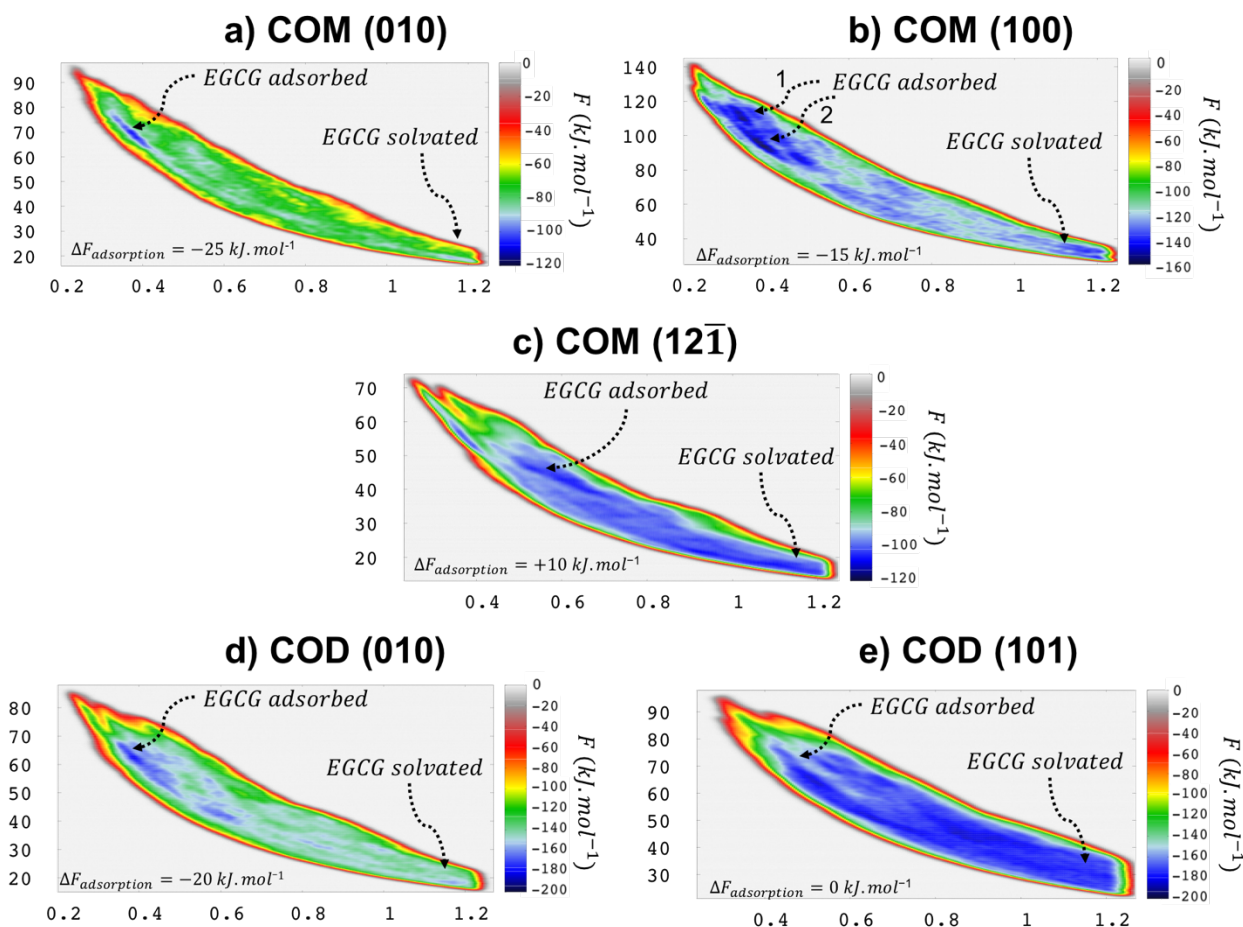 a) COM (010)
90
80
70
60
50
40
30
20
0.2 0.4 0.6 0.8 1 1.2
EGCG adsorbed
EGCG solvated
ΔF_adsorption = −25 kJ.mol⁻¹
0
−20
−40
−60
−80
−100
−120
F (kJ.mol⁻¹)
b) COM (100)
140
120
100
80
60
40
0.2 0.4 0.6 0.8 1 1.2
1
EGCG adsorbed
2
EGCG solvated
ΔF_adsorption = −15 kJ.mol⁻¹
0
−20
−40
−60
−80
−100
−120
−140
−160
F (kJ.mol⁻¹)
c) COM (121̅)
70
60
50
40
30
20
0.4 0.6 0.8 1 1.2
EGCG adsorbed
EGCG solvated
ΔF_adsorption = +10 kJ.mol⁻¹
0
−20
−40
−60
−80
−100
−120
F (kJ.mol⁻¹)
d) COD (010)
80
70
60
50
40
30
20
0.2 0.4 0.6 0.8 1 1.2
EGCG adsorbed
EGCG solvated
ΔF_adsorption = −20 kJ.mol⁻¹
0
−20
−40
−60
−80
−100
−120
−140
−160
−180
−200
F (kJ.mol⁻¹)
e) COD (101)
90
80
70
60
50
40
30
0.4 0.6 0.8 1 1.2
EGCG adsorbed
EGCG solvated
ΔF_adsorption = 0 kJ.mol⁻¹
0
−20
−40
−60
−80
−100
−120
−140
−160
−180
−200
F (kJ.mol⁻¹)